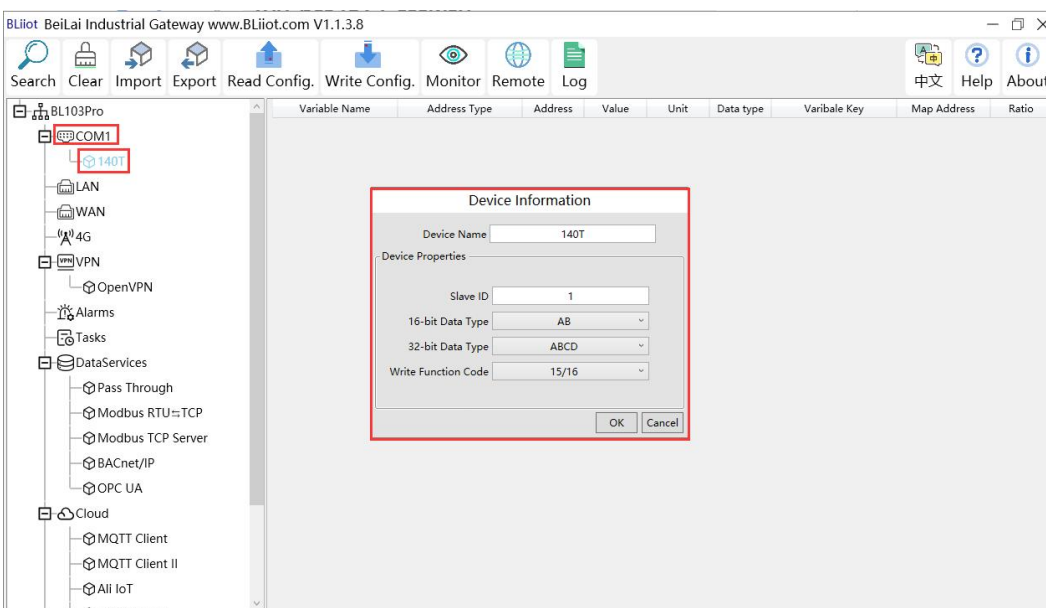 BLiiot BeiLai Industrial Gateway www.BLiiot.com V1.1.3.8
Search Clear Import Export Read Config. Write Config. Monitor Remote Log 中文 Help About
BL103Pro
COM1
140T
LAN
WAN
4G
VPN
OpenVPN
Alarms
Tasks
DataServices
Pass Through
Modbus RTU⇆TCP
Modbus TCP Server
BACnet/IP
OPC UA
Cloud
MQTT Client
MQTT Client II
Ali IoT
Variable Name Address Type Address Value Unit Data type Varibale Key Map Address Ratio
Device Information
Device Name 140T
Device Properties
Slave ID 1
16-bit Data Type AB
32-bit Data Type ABCD
Write Function Code 15/16
OK Cancel